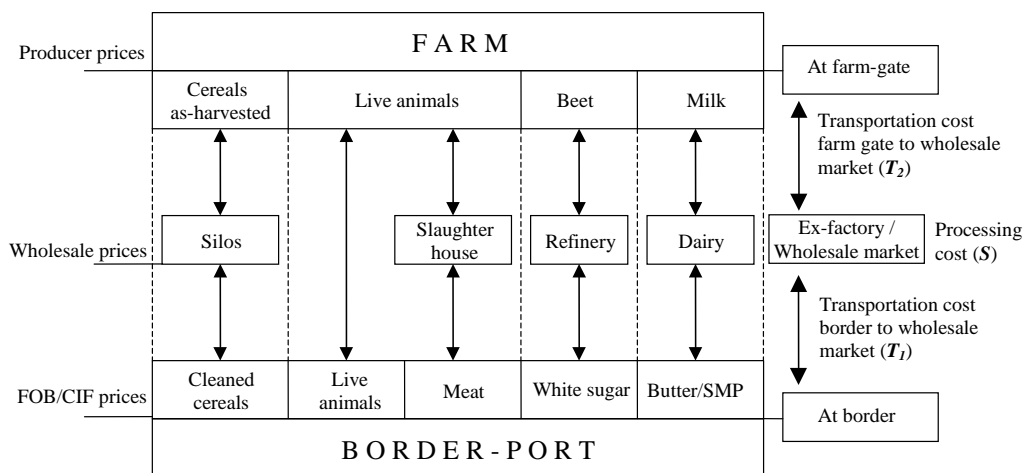 F A R M
Producer prices
At farm-gate
Cereals
as-harvested
Live animals
Beet
Milk
Transportation cost
farm gate to wholesale
market (T2)
Wholesale prices
Silos
Slaughter
house
Refinery
Dairy
Ex-factory /
Wholesale market
Processing
cost (S)
Transportation cost
border to wholesale
market (T1)
FOB/CIF prices
Cleaned
cereals
Live
animals
Meat
White sugar
Butter/SMP
At border
B O R D E R - P O R T